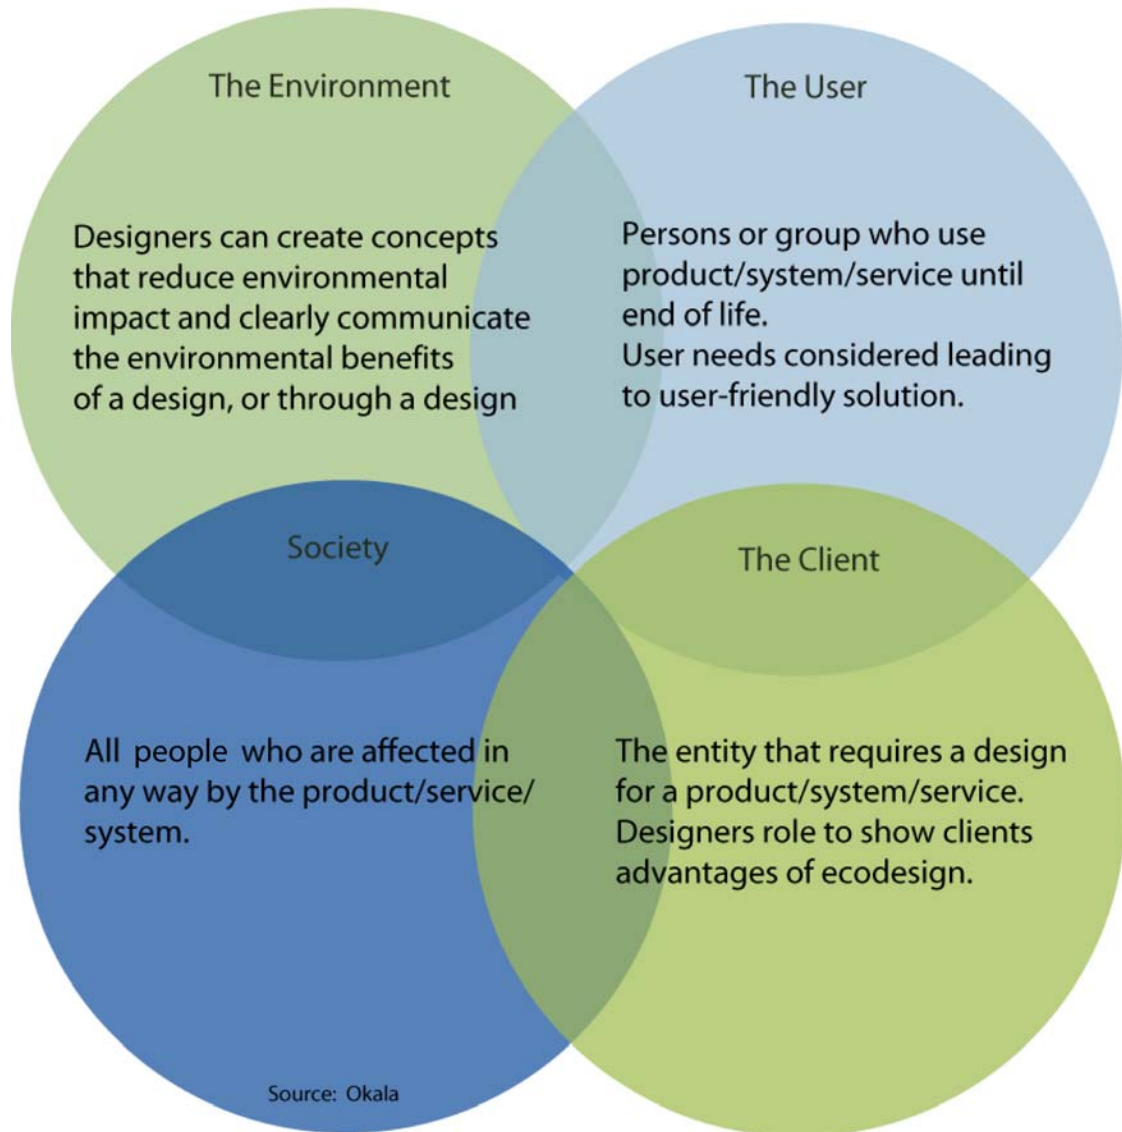 The Environment
Designers can create concepts
that reduce environmental
impact and clearly communicate
the environmental benefits
of a design, or through a design
The User
Persons or group who use
product/system/service until
end of life.
User needs considered leading
to user-friendly solution.
Society
All people who are affected in
any way by the product/service/
system.
Source: Okala
The Client
The entity that requires a design
for a product/system/service.
Designers role to show clients
advantages of ecodesign.